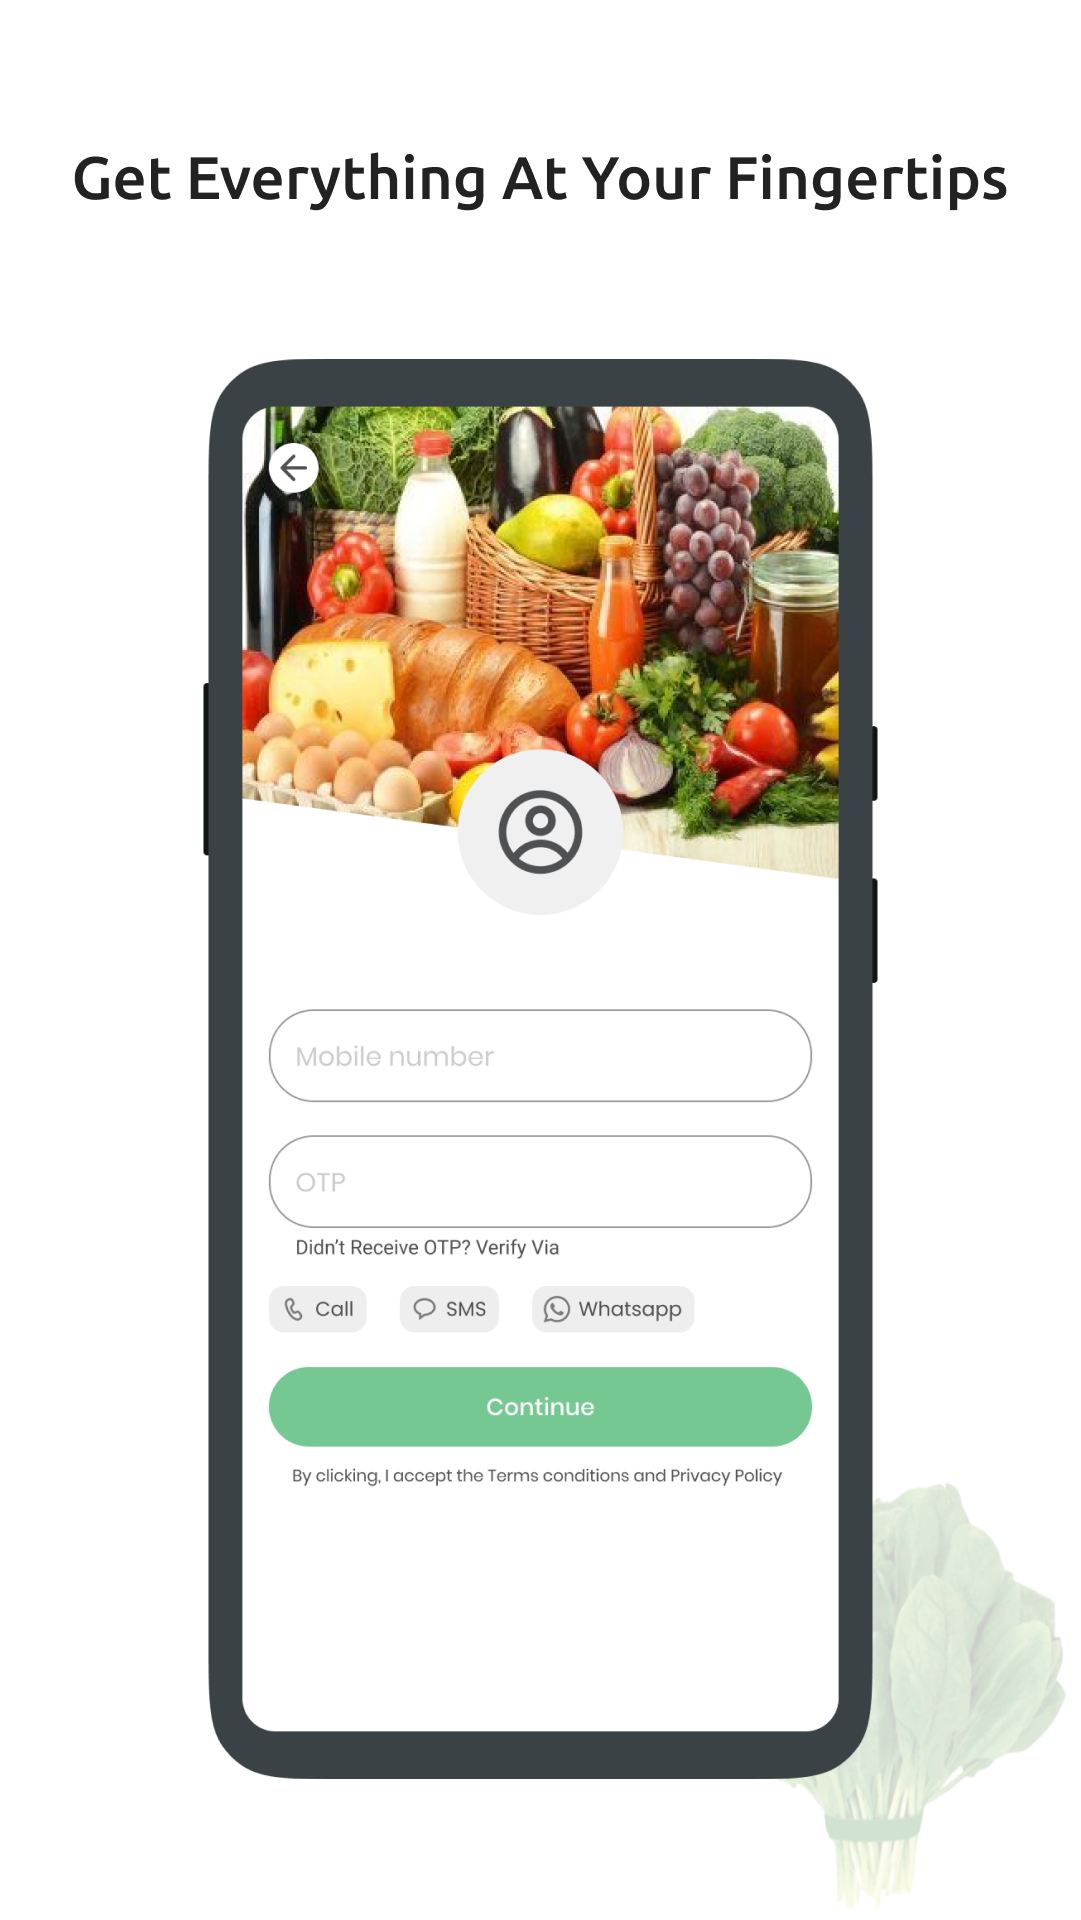 Get Everything At Your Fingertips
Mobile number
OTP
Didn't Receive OTP? Verify Via
Call
SMS
Whatsapp
Continue
By clicking, I accept the Terms conditions and Privacy Policy